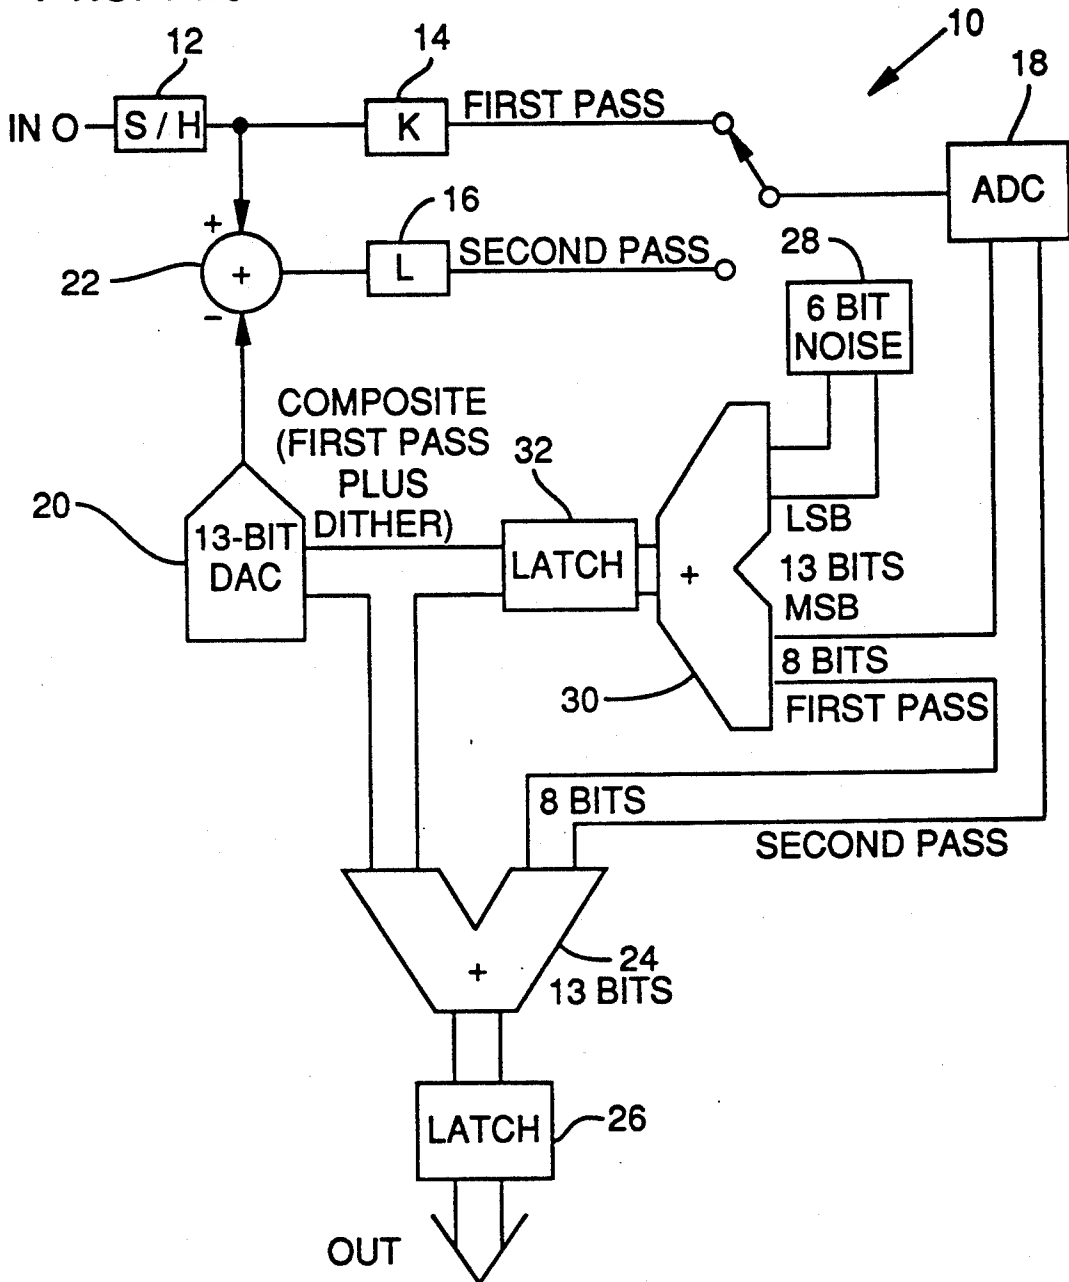 10
12
14
18
IN
S / H
K
FIRST PASS
ADC
+
16
28
22
+
L
SECOND PASS
-
6 BIT
NOISE
COMPOSITE
(FIRST PASS
PLUS
DITHER)
32
20
13-BIT
DAC
LATCH
+
LSB
13 BITS
MSB
8 BITS
30
FIRST PASS
8 BITS
SECOND PASS
+
24
13 BITS
LATCH
26
OUT